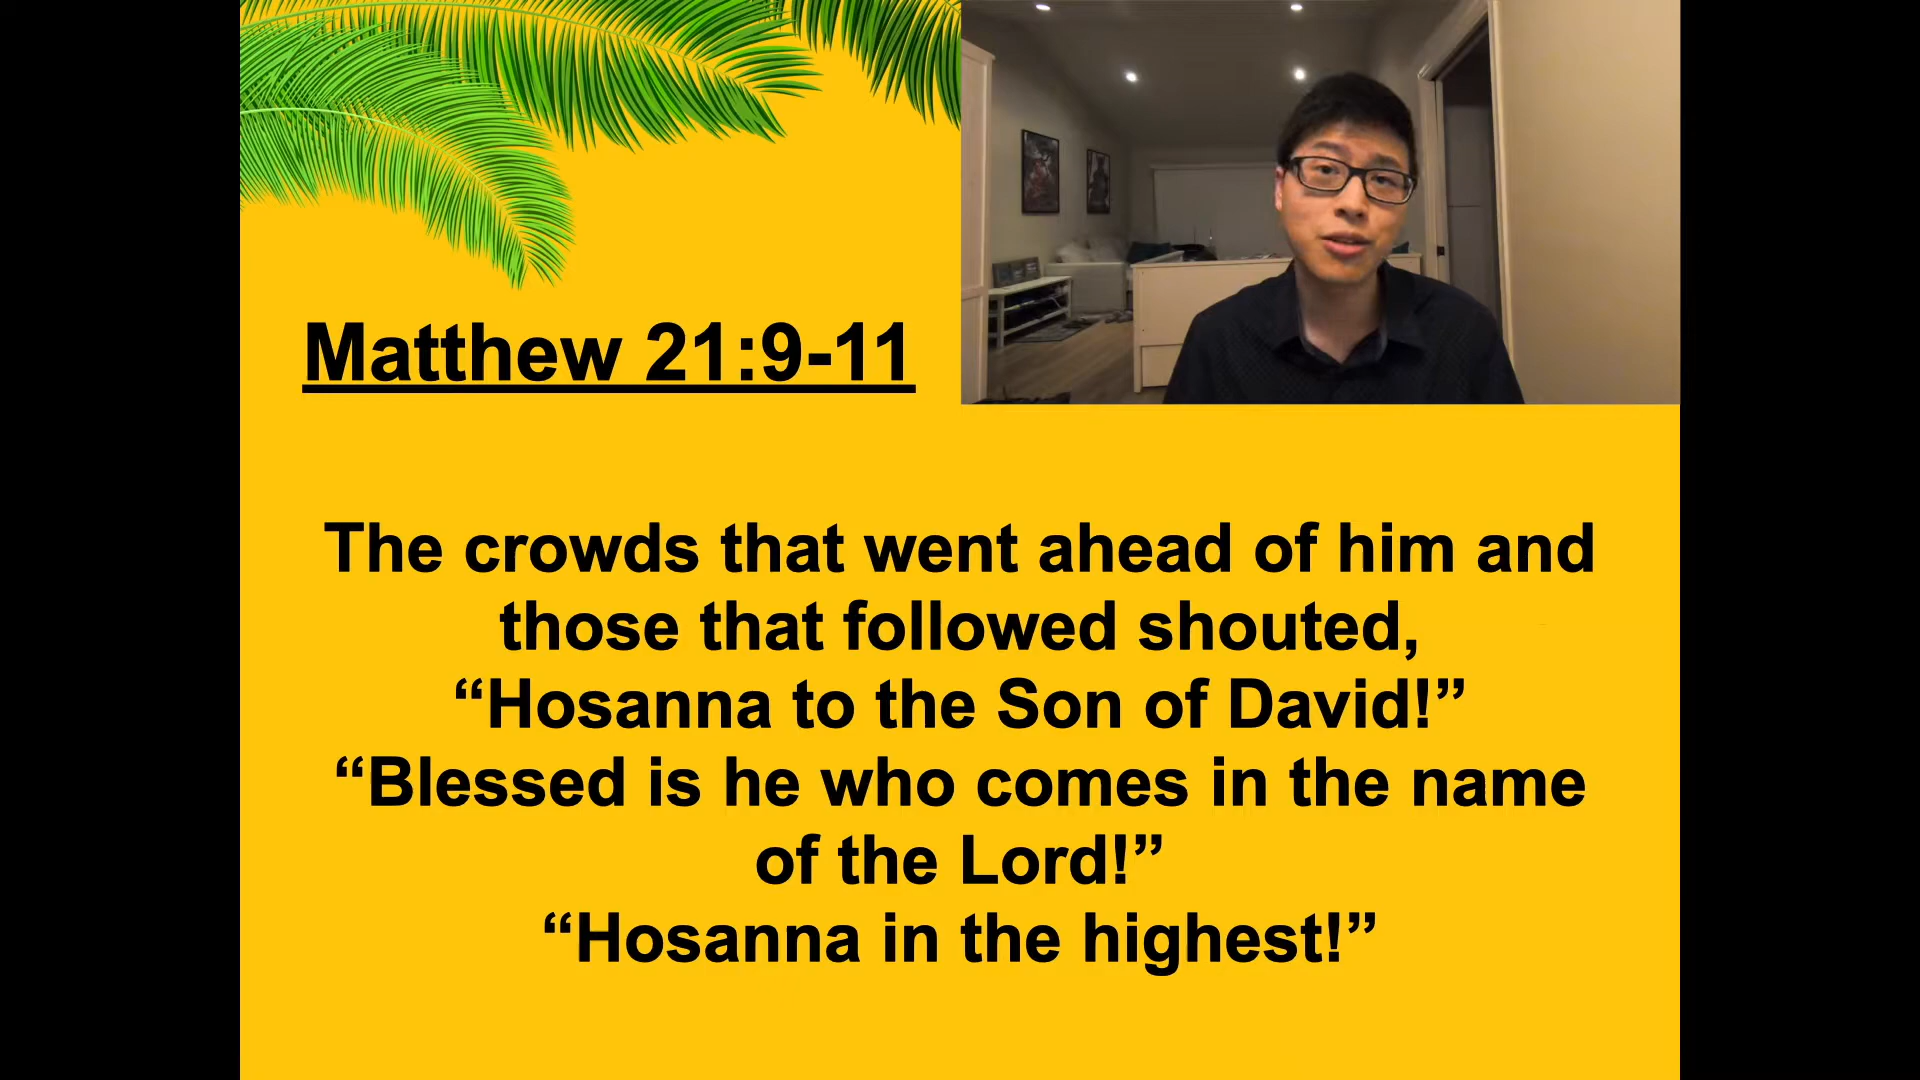 Matthew 21:9-11
The crowds that went ahead of him and
those that followed shouted,
“Hosanna to the Son of David!”
“Blessed is he who comes in the name
of the Lord!”
“Hosanna in the highest!”